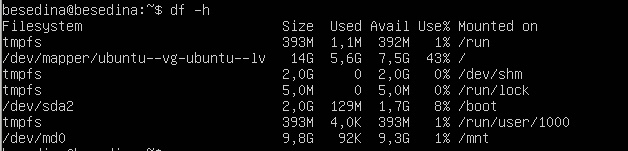 besedina@besedina:~$ df -h
Filesystem                         Size  Used Avail Use% Mounted on
tmpfs                              393M  1,1M  392M   1% /run
/dev/mapper/ubuntu--vg-ubuntu--lv   14G  5,6G  7,5G  43% /
tmpfs                              2,0G     0  2,0G   0% /dev/shm
tmpfs                              5,0M     0  5,0M   0% /run/lock
/dev/sda2                          2,0G  129M  1,7G   8% /boot
tmpfs                              393M  4,0K  393M   1% /run/user/1000
/dev/md0                           9,8G   92K  9,3G   1% /mnt